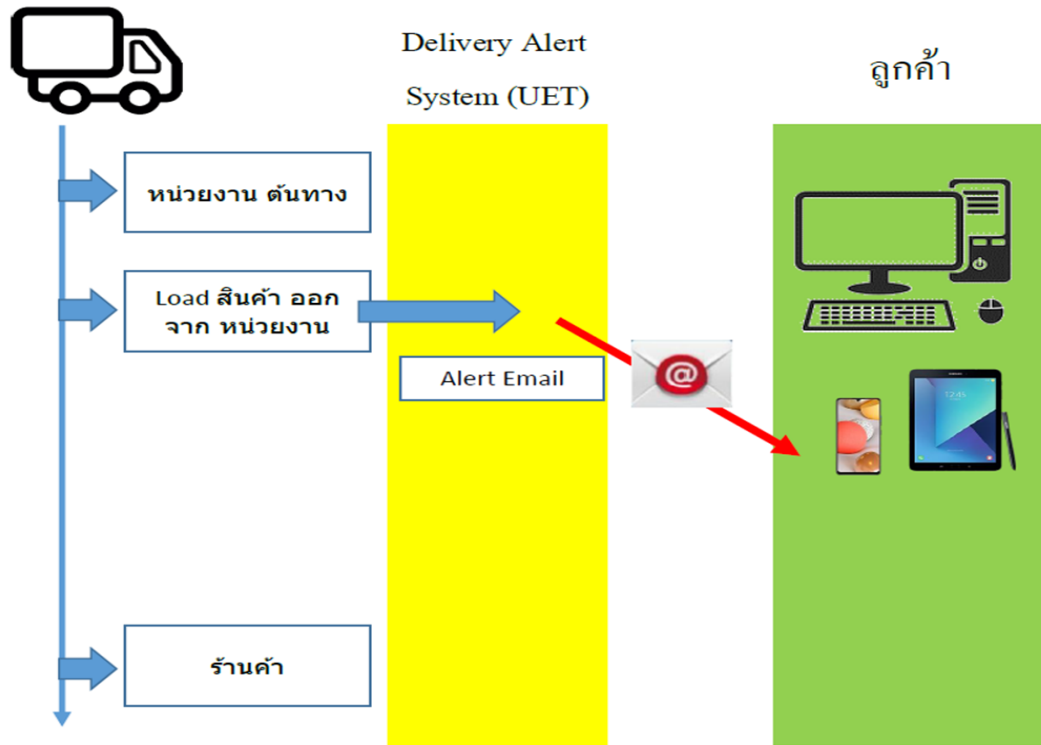 Delivery Alert
System (UET)
ลูกค้า
หน่วยงาน ต้นทาง
Load สินค้า ออก
จาก หน่วยงาน
Alert Email
@
12:45
ร้านค้า